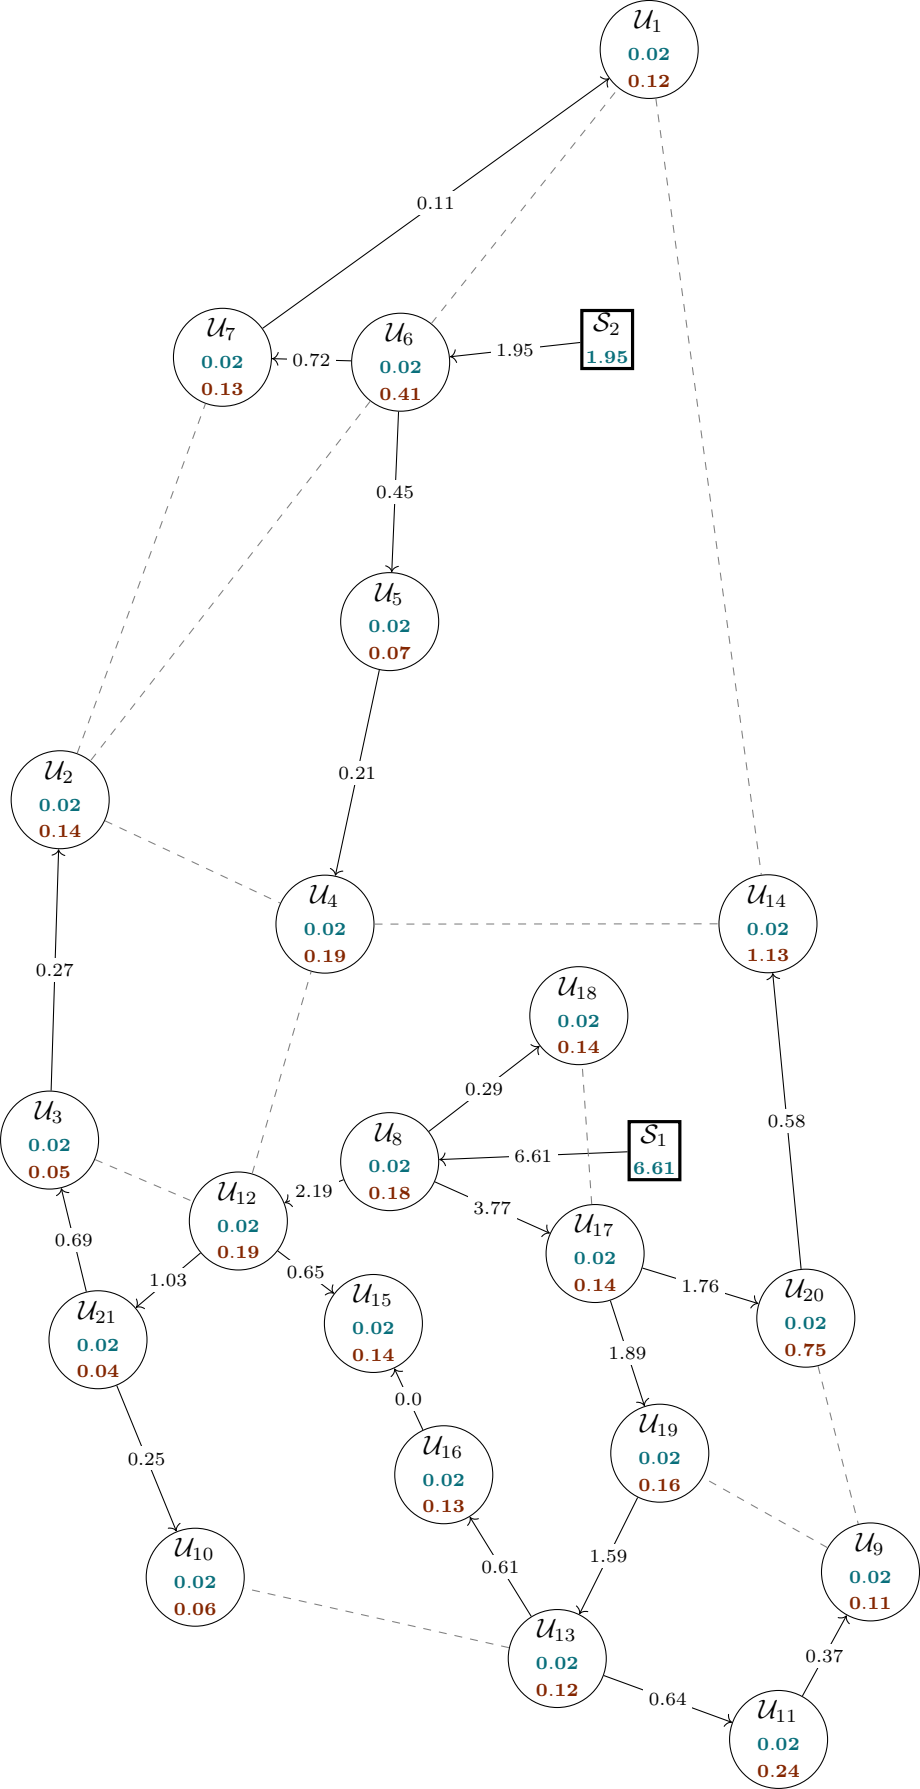 𝒰₁
0.02
0.12
0.11
𝒰₇
0.02
0.13
0.72
𝒰₆
0.02
0.41
1.95
𝒮₂
1.95
0.45
𝒰₅
0.02
0.07
0.21
𝒰₂
0.02
0.14
𝒰₄
0.02
0.19
𝒰₁₄
0.02
1.13
0.27
𝒰₁₈
0.02
0.14
0.29
0.58
𝒰₃
0.02
0.05
𝒰₈
0.02
0.18
6.61
𝒮₁
6.61
𝒰₁₂
0.02
0.19
2.19
3.77
𝒰₁₇
0.02
0.14
0.69
1.03
0.65
1.76
𝒰₂₁
0.02
0.04
𝒰₁₅
0.02
0.14
𝒰₂₀
0.02
0.75
1.89
0.0
0.25
𝒰₁₆
0.02
0.13
𝒰₁₉
0.02
0.16
𝒰₁₀
0.02
0.06
0.61
1.59
𝒰₉
0.02
0.11
𝒰₁₃
0.02
0.12
0.37
0.64
𝒰₁₁
0.02
0.24